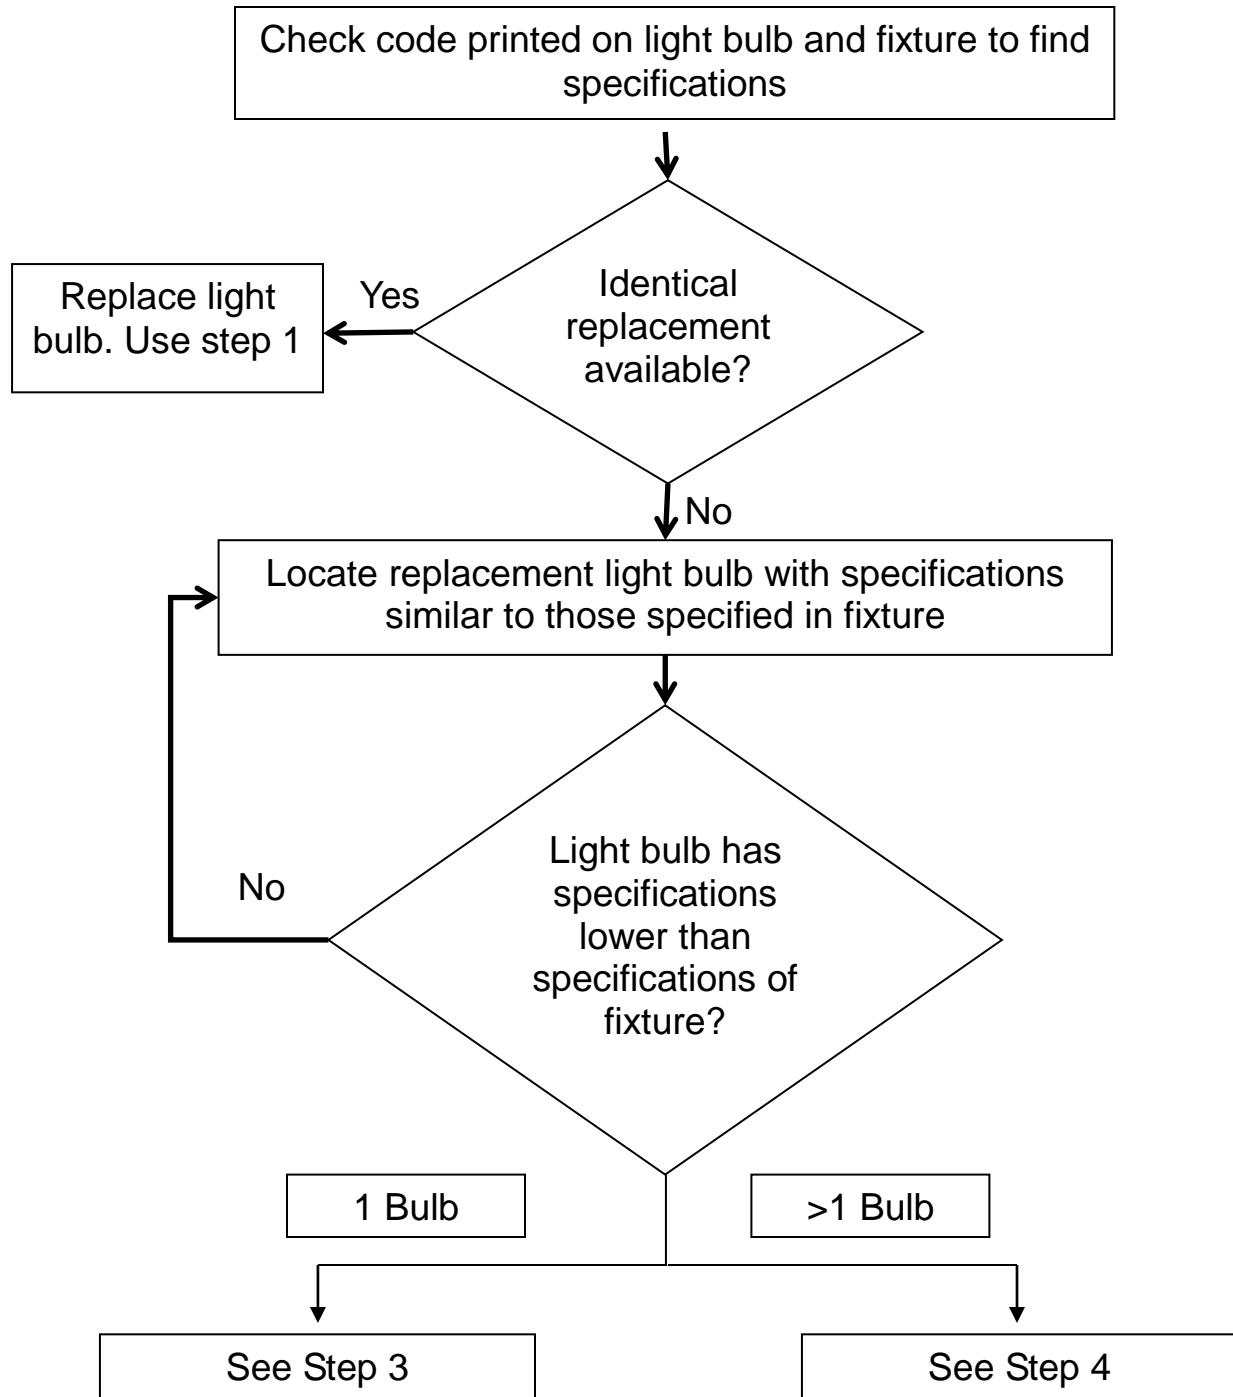 Check code printed on light bulb and fixture to find
specifications
Identical
replacement
available?
Yes
Replace light
bulb. Use step 1
No
Locate replacement light bulb with specifications
similar to those specified in fixture
Light bulb has
specifications
lower than
specifications of
fixture?
No
1 Bulb
>1 Bulb
See Step 3
See Step 4